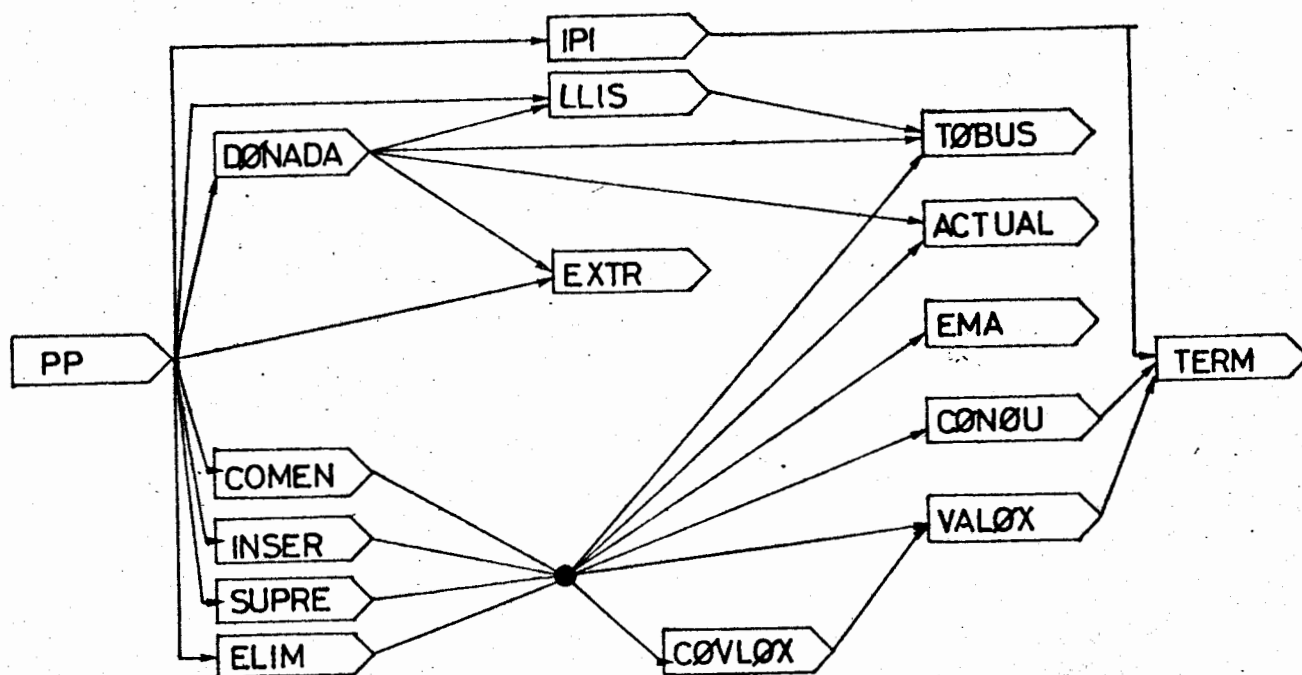 IPI
LLIS
DØNADA
TØBUS
ACTUAL
EXTR
EMA
PP
TERM
CØNØU
COMEN
VALØX
INSER
SUPRE
ELIM
CØVLØX